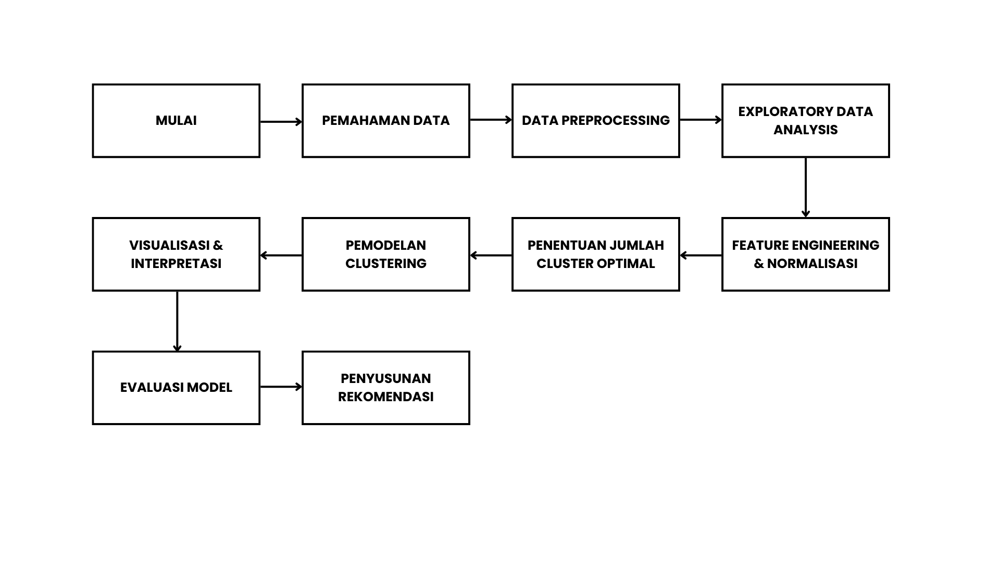 MULAI
PEMAHAMAN DATA
DATA PREPROCESSING
EXPLORATORY DATA
ANALYSIS
FEATURE ENGINEERING
& NORMALISASI
PENENTUAN JUMLAH
CLUSTER OPTIMAL
PEMODELAN
CLUSTERING
VISUALISASI &
INTERPRETASI
EVALUASI MODEL
PENYUSUNAN
REKOMENDASI